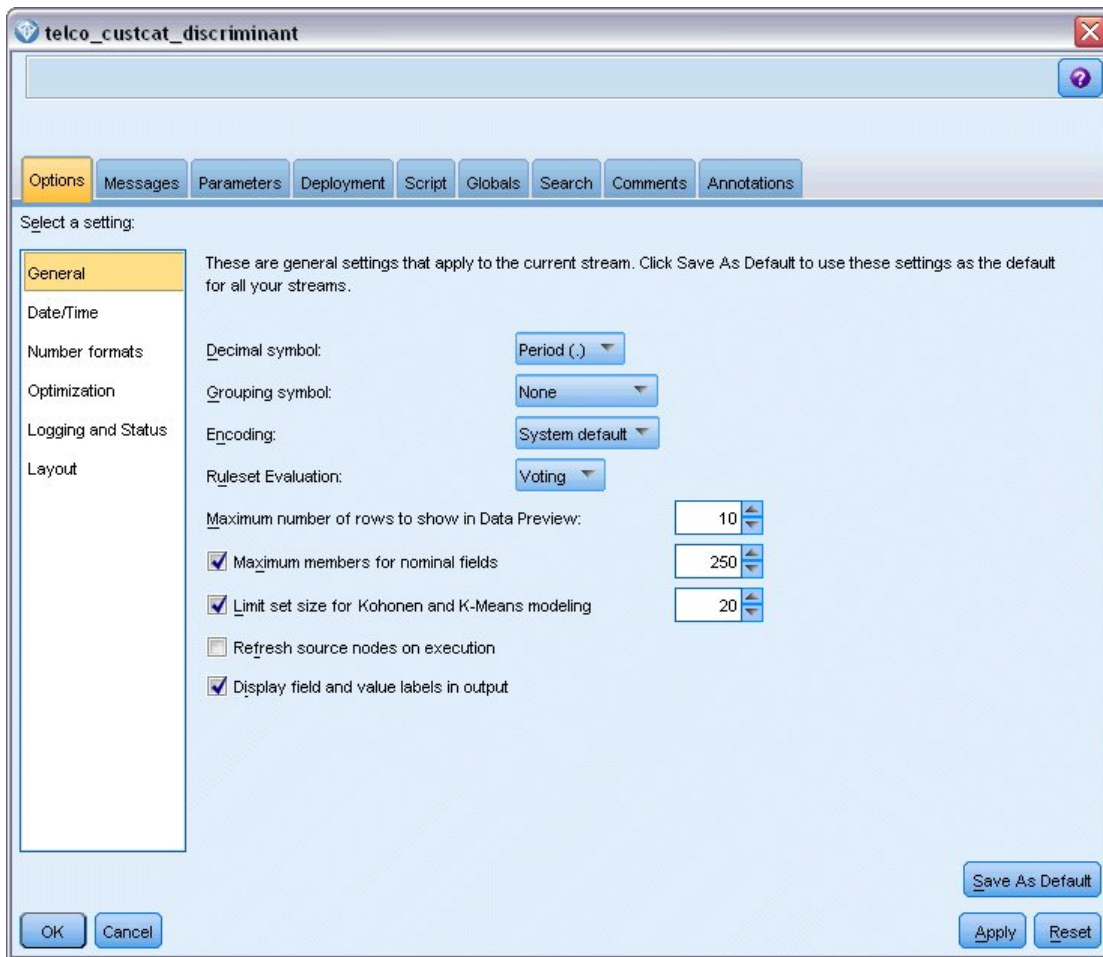 telco_custcat_discriminant
?
Options Messages Parameters Deployment Script Globals Search Comments Annotations
Select a setting:
General
Date/Time
Number formats
Optimization
Logging and Status
Layout
These are general settings that apply to the current stream. Click Save As Default to use these settings as the default
for all your streams.
Decimal symbol: Period (.)
Grouping symbol: None
Encoding: System default
Ruleset Evaluation: Voting
Maximum number of rows to show in Data Preview: 10
Maximum members for nominal fields 250
Limit set size for Kohonen and K-Means modeling 20
Refresh source nodes on execution
Display field and value labels in output
Save As Default
OK Cancel Apply Reset